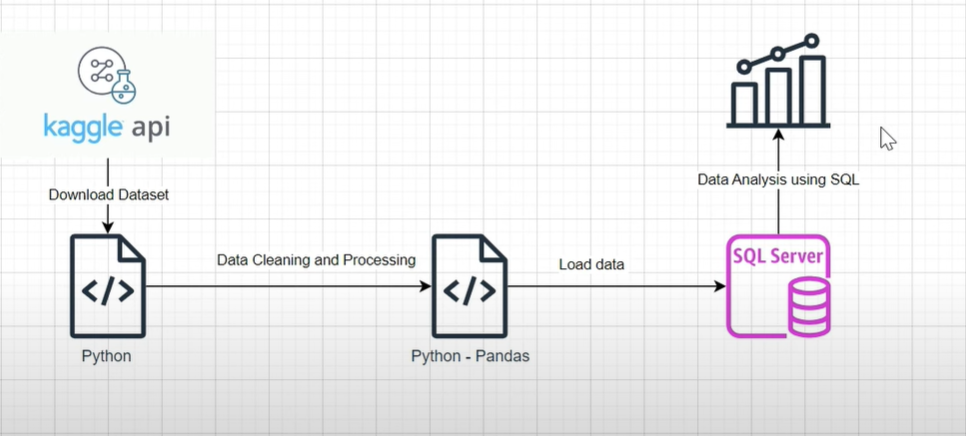 kaggle api
Download Dataset
</>
Python
Data Cleaning and Processing
</>
Python - Pandas
Load data
SQL Server
Data Analysis using SQL